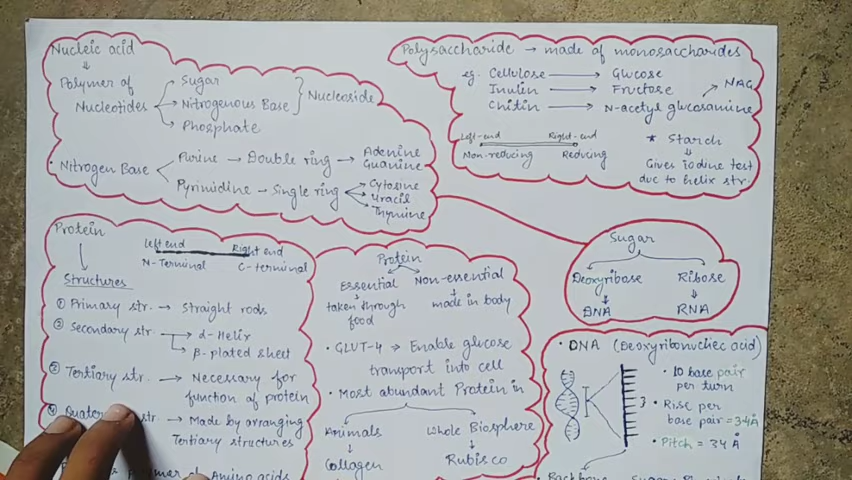 Nucleic acid
Polymer of
Nucleotides
Sugar
Nitrogenous Base
Phosphate
Nucleoside
• Nitrogen Base
Purine → Double ring → Adenine
Guanine
Pyrimidine → Single ring → Cytosine
Uracil
Thymine
Polysaccharide → made of monosaccharides
eg. Cellulose → Glucose
Inulin → Fructose
Chitin → N-acetyl glucosamine
NAG
Left-end Right-end
Non-reducing Reducing
* Starch
Gives iodine test
due to helix str.
Sugar
Deoxyribose Ribose
DNA RNA
Protein
Left end Right end
N-Terminal C-terminal
Structures
① Primary str. → Straight rods
② Secondary str. → α-Helix
β-plated sheet
③ Tertiary str. → Necessary for
function of protein
④ str. → Made by arranging
Tertiary structures
Amino acids
Protein
Essential Non-essential
taken through
food
made in body
• GLUT-4 → Enable glucose
transport into cell
• Most abundant Protein in
Animals Whole Biosphere
Collagen Rubisco
• DNA (Deoxyribonucliec acid)
• 10 base pair
per turn
• Rise per
base pair = 3.4Å
• Pitch = 34 Å